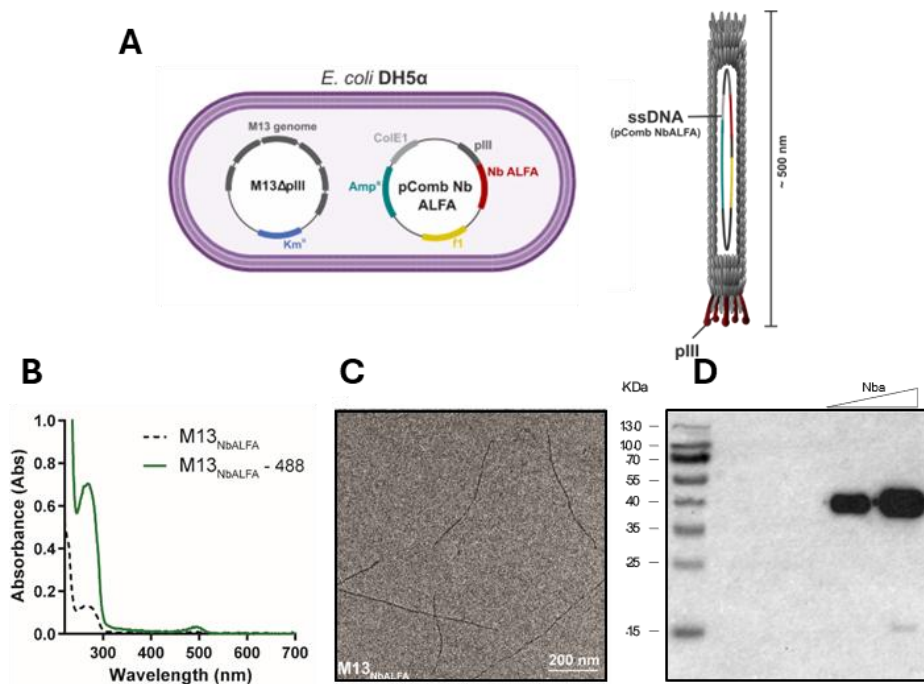 A
E. coli DH5α
M13 genome
M13ΔpIII
Kmᴿ
ColE1
pIII
Nb ALFA
Ampᴿ
pComb Nb
ALFA
f1
ssDNA
(pComb NbALFA)
~ 500 nm
pIII
B
Absorbance (Abs)
1.0
0.8
0.6
0.4
0.2
0.0
M13NbALFA
M13NbALFA - 488
300 400 500 600 700
Wavelength (nm)
C
M13NbALFA
200 nm
D
KDa
Nba
130
100
70
55
40
35
25
15